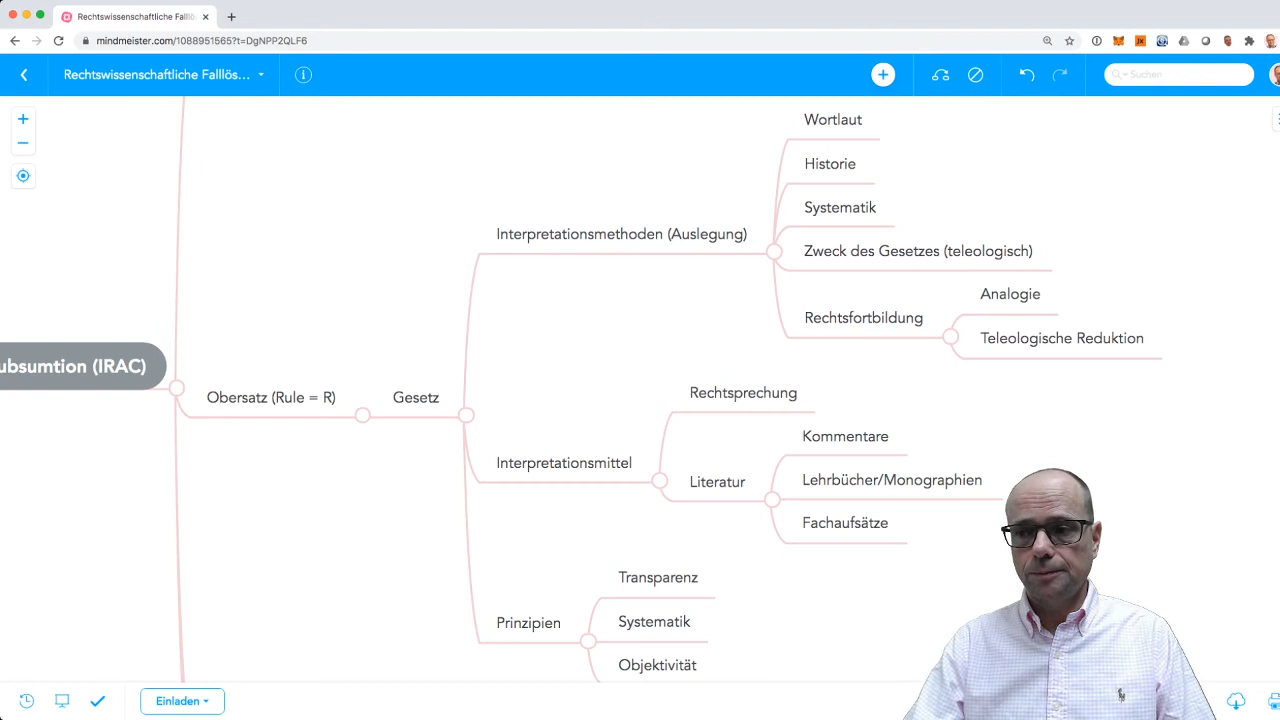 Rechtswissenschaftliche Fallös
mindmeister.com/1088951565?t=DgNPP2QLF6
Rechtswissenschaftliche Falllös...
Suchen
Wortlaut
Historie
Systematik
Interpretationsmethoden (Auslegung)
Zweck des Gesetzes (teleologisch)
Analogie
Rechtsfortbildung
Teleologische Reduktion
ubsumtion (IRAC)
Obersatz (Rule = R)
Gesetz
Rechtsprechung
Kommentare
Interpretationsmittel
Literatur
Lehrbücher/Monographien
Fachaufsätze
Transparenz
Prinzipien
Systematik
Objektivität
Einladen